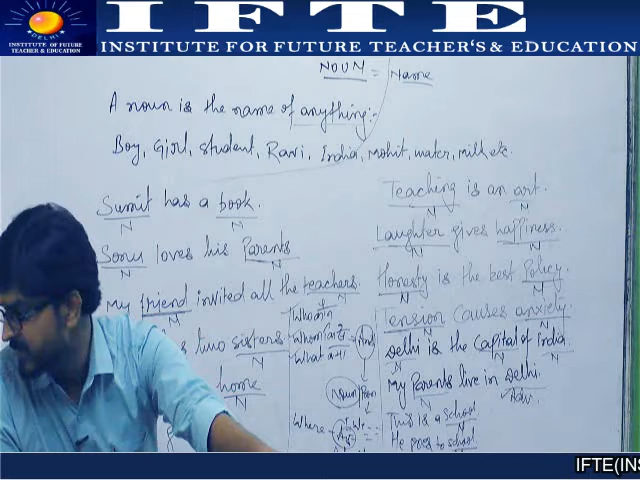 IFTE
DELHI
INSTITUTE OF FUTURE
TEACHER & EDUCATION
INSTITUTE FOR FUTURE TEACHER'S & EDUCATION
NOUN = Name
A noun is the name of anything:-
Boy, Girl, Student, Ravi, India, Mohit, water, milk etc.
Sumit has a book.
N N
Sonu loves his Parents
N N
My friend invited all the teachers.
N N
two sisters
N
home
N
Teaching is an art.
N N
Laughter gives happiness.
N N
Honesty is the best Policy.
N N
Tension causes anxiety.
N N
Delhi is the capital of India.
N N N
My Parents live in Delhi.
N Adv.
This is a School
N
He goes to school
N
Whom
What
Noun
Where
IFTE(INS